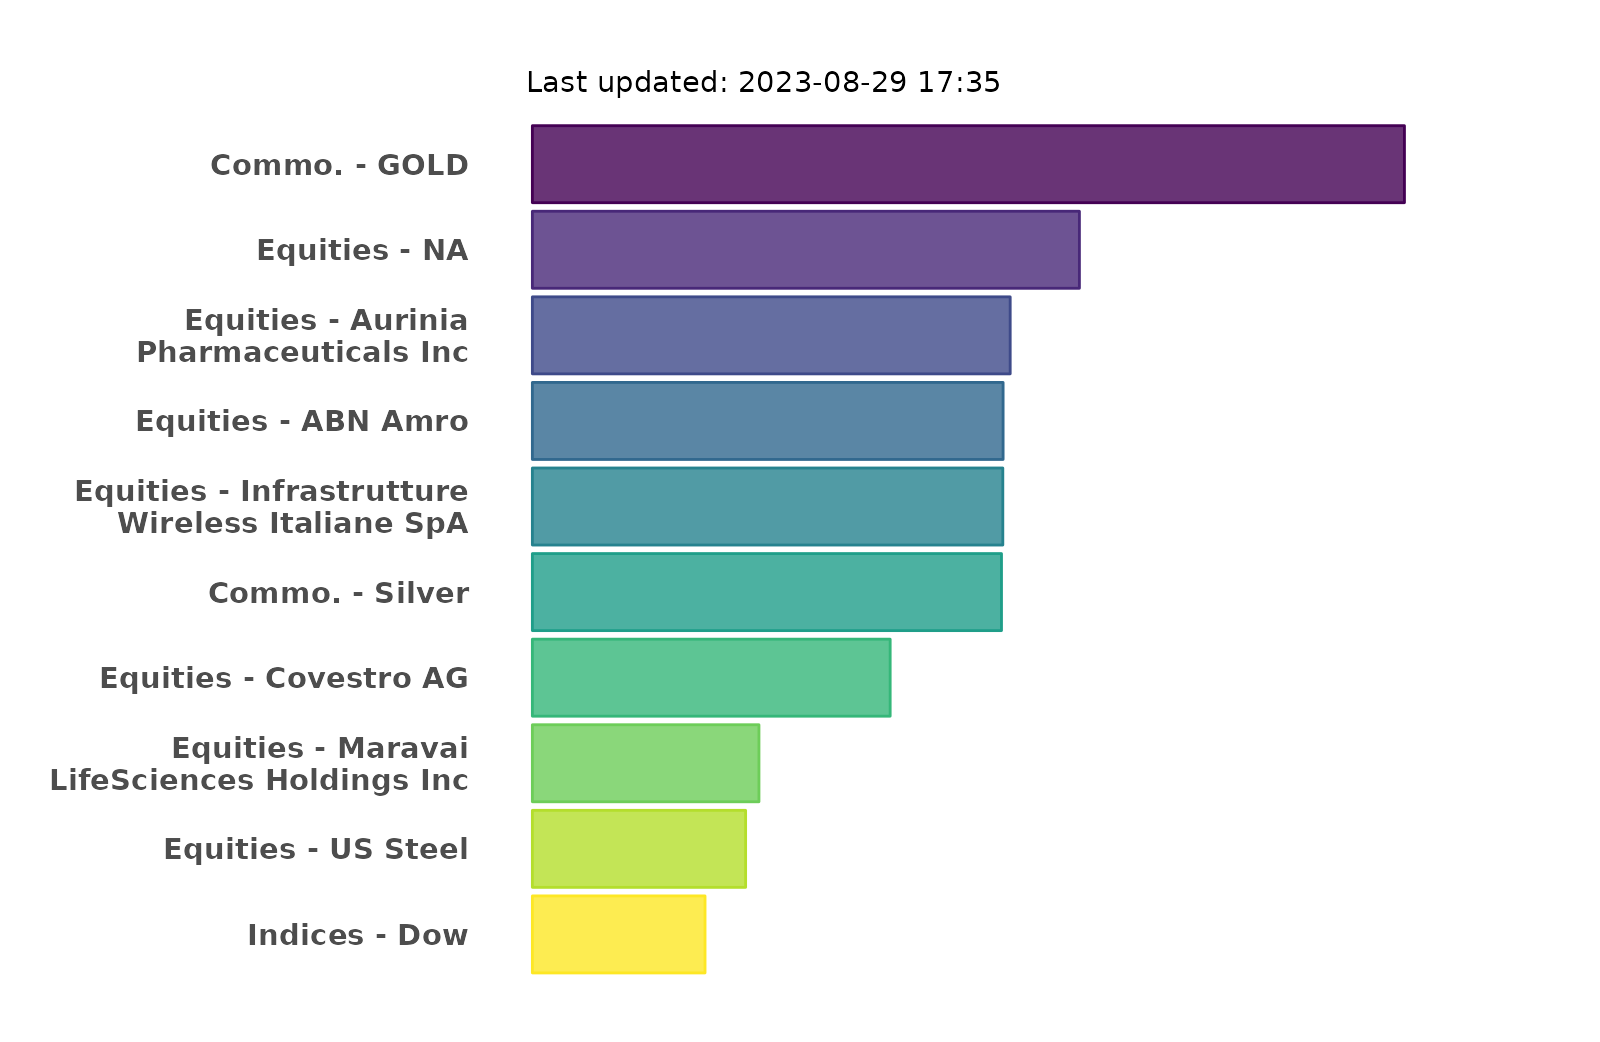 Last updated: 2023-08-29 17:35
Commo. - GOLD
Equities - NA
Equities - Aurinia
Pharmaceuticals Inc
Equities - ABN Amro
Equities - Infrastrutture
Wireless Italiane SpA
Commo. - Silver
Equities - Covestro AG
Equities - Maravai
LifeSciences Holdings Inc
Equities - US Steel
Indices - Dow